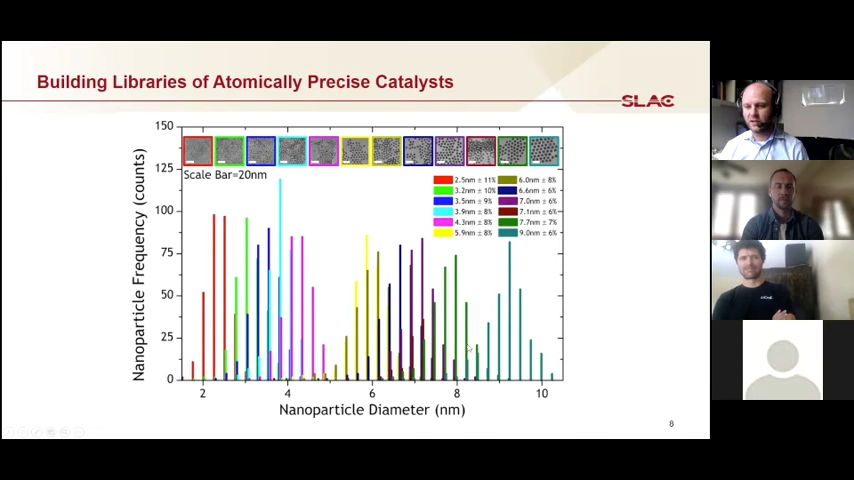 Building Libraries of Atomically Precise Catalysts
SLAC
150
125
100
75
50
25
0
Nanoparticle Frequency (counts)
Scale Bar=20nm
2.5nm ± 11%
3.2nm ± 10%
3.5nm ± 9%
3.9nm ± 8%
4.3nm ± 8%
5.9nm ± 8%
6.0nm ± 8%
6.6nm ± 6%
7.0nm ± 6%
7.1nm ± 6%
7.7nm ± 7%
9.0nm ± 6%
2
4
6
8
10
Nanoparticle Diameter (nm)
8